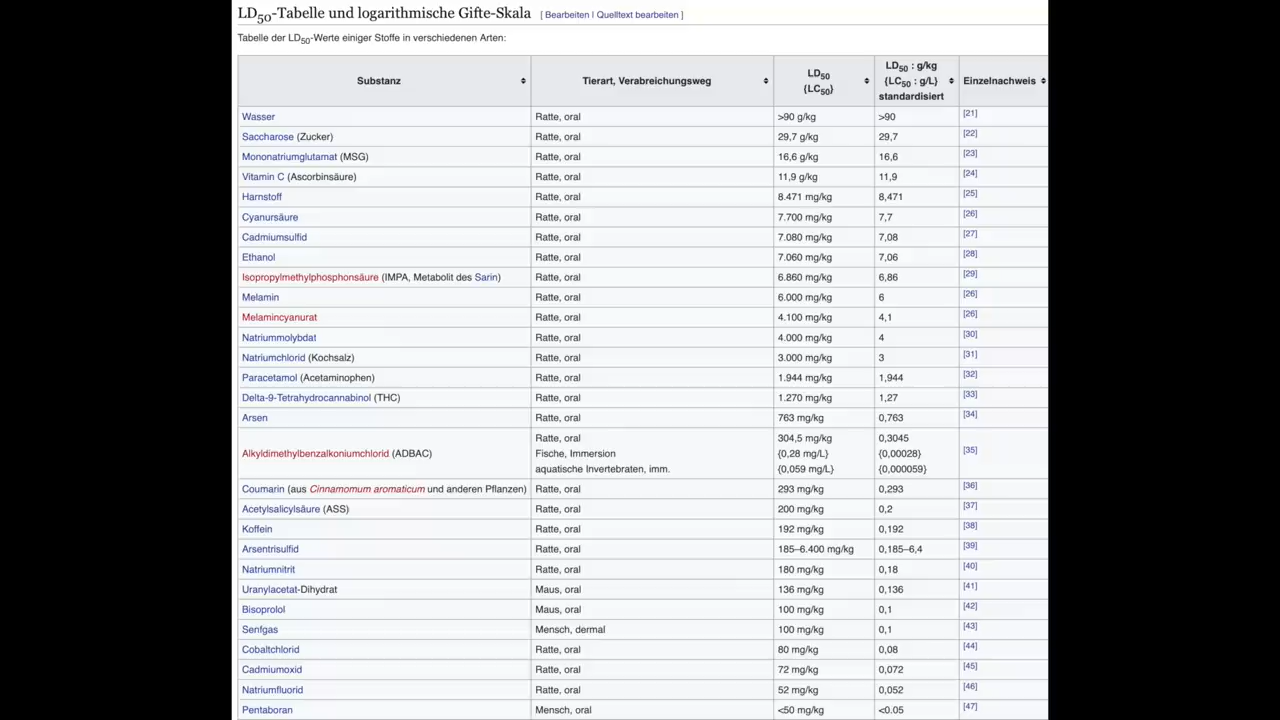 LD50-Tabelle und logarithmische Gifte-Skala [ Bearbeiten | Quelltext bearbeiten ]
Tabelle der LD50-Werte einiger Stoffe in verschiedenen Arten:
Substanz Tierart, Verabreichungsweg LD50 {LC50} LD50 : g/kg {LC50 : g/L} standardisiert Einzelnachweis
Wasser Ratte, oral >90 g/kg >90 [21]
Saccharose (Zucker) Ratte, oral 29,7 g/kg 29,7 [22]
Mononatriumglutamat (MSG) Ratte, oral 16,6 g/kg 16,6 [23]
Vitamin C (Ascorbinsäure) Ratte, oral 11,9 g/kg 11,9 [24]
Harnstoff Ratte, oral 8.471 mg/kg 8,471 [25]
Cyanursäure Ratte, oral 7.700 mg/kg 7,7 [26]
Cadmiumsulfid Ratte, oral 7.080 mg/kg 7,08 [27]
Ethanol Ratte, oral 7.060 mg/kg 7,06 [28]
Isopropylmethylphosphonsäure (IMPA, Metabolit des Sarin) Ratte, oral 6.860 mg/kg 6,86 [29]
Melamin Ratte, oral 6.000 mg/kg 6 [26]
Melamincyanurat Ratte, oral 4.100 mg/kg 4,1 [26]
Natriummolybdat Ratte, oral 4.000 mg/kg 4 [30]
Natriumchlorid (Kochsalz) Ratte, oral 3.000 mg/kg 3 [31]
Paracetamol (Acetaminophen) Ratte, oral 1.944 mg/kg 1,944 [32]
Delta-9-Tetrahydrocannabinol (THC) Ratte, oral 1.270 mg/kg 1,27 [33]
Arsen Ratte, oral 763 mg/kg 0,763 [34]
Ratte, oral 304,5 mg/kg 0,3045
Alkyldimethylbenzalkoniumchlorid (ADBAC) Fische, Immersion {0,28 mg/L} {0,00028} [35]
aquatische Invertebraten, imm. {0,059 mg/L} {0,000059}
Coumarin (aus Cinnamomum aromaticum und anderen Pflanzen) Ratte, oral 293 mg/kg 0,293 [36]
Acetylsalicylsäure (ASS) Ratte, oral 200 mg/kg 0,2 [37]
Koffein Ratte, oral 192 mg/kg 0,192 [38]
Arsentrisulfid Ratte, oral 185–6.400 mg/kg 0,185–6,4 [39]
Natriumnitrit Ratte, oral 180 mg/kg 0,18 [40]
Uranylacetat-Dihydrat Maus, oral 136 mg/kg 0,136 [41]
Bisoprolol Maus, oral 100 mg/kg 0,1 [42]
Senfgas Mensch, dermal 100 mg/kg 0,1 [43]
Cobaltchlorid Ratte, oral 80 mg/kg 0,08 [44]
Cadmiumoxid Ratte, oral 72 mg/kg 0,072 [45]
Natriumfluorid Ratte, oral 52 mg/kg 0,052 [46]
Pentaboran Mensch, oral <50 mg/kg <0.05 [47]